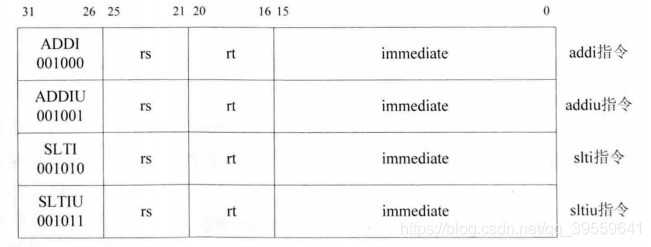 31 26 25 21 20 16 15 0
ADDI
001000 rs rt immediate addi指令
ADDIU
001001 rs rt immediate addiu指令
SLTI
001010 rs rt immediate slti指令
SLTIU
001011 rs rt immediate sltiu指令
https://blog.csdn.net/qq_39559641